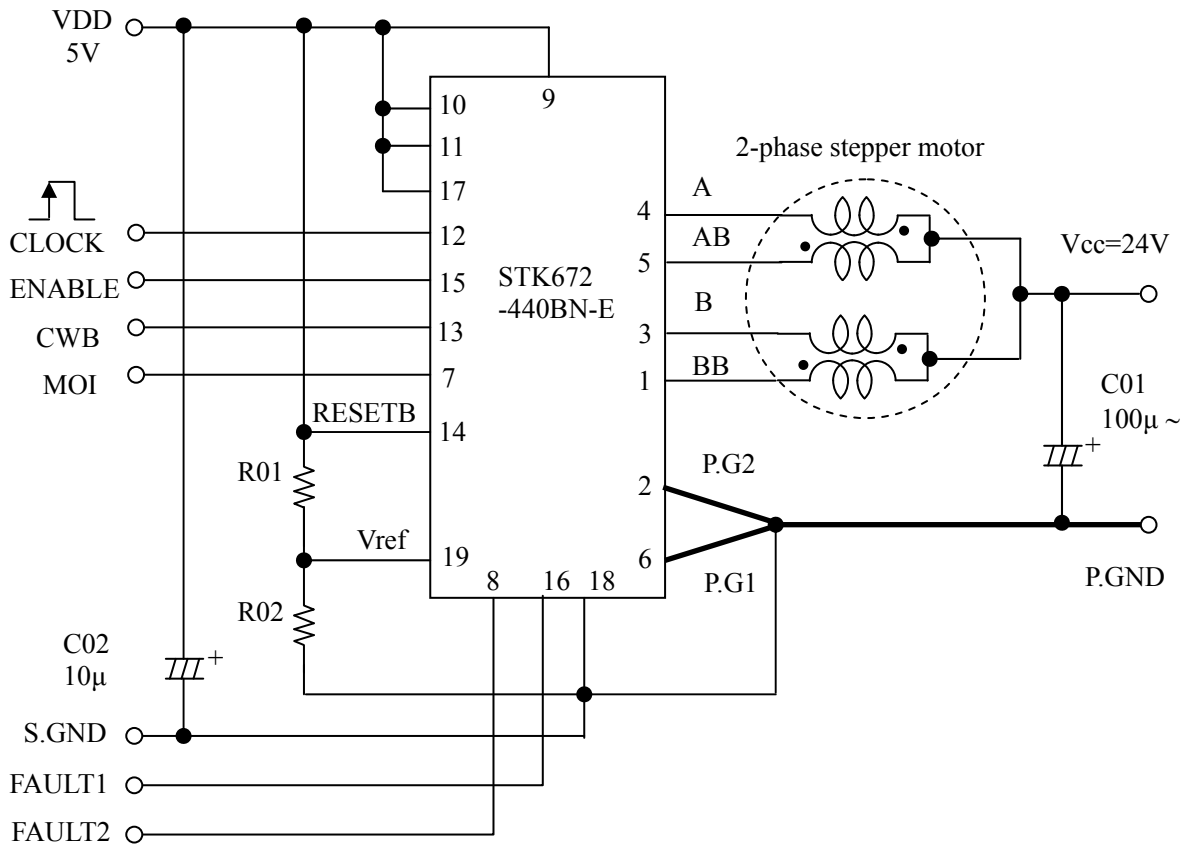 VDD
5V
9
10
11
17
2-phase stepper motor
CLOCK
12
ENABLE
15
CWB
13
MOI
7
STK672
-440BN-E
A
4
AB
5
B
3
BB
1
Vcc=24V
C01
100μ ~
+
RESETB
14
R01
Vref
19
R02
P.G2
2
6
P.G1
P.GND
8
16
18
C02
10μ
+
S.GND
FAULT1
FAULT2